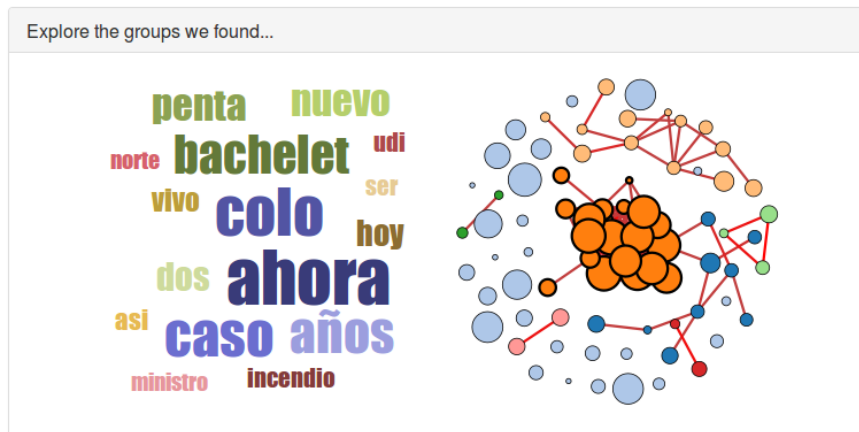 Explore the groups we found...
penta nuevo
norte bachelet udi
vivo colo ser
hoy
dos ahora
asi caso años
ministro incendio